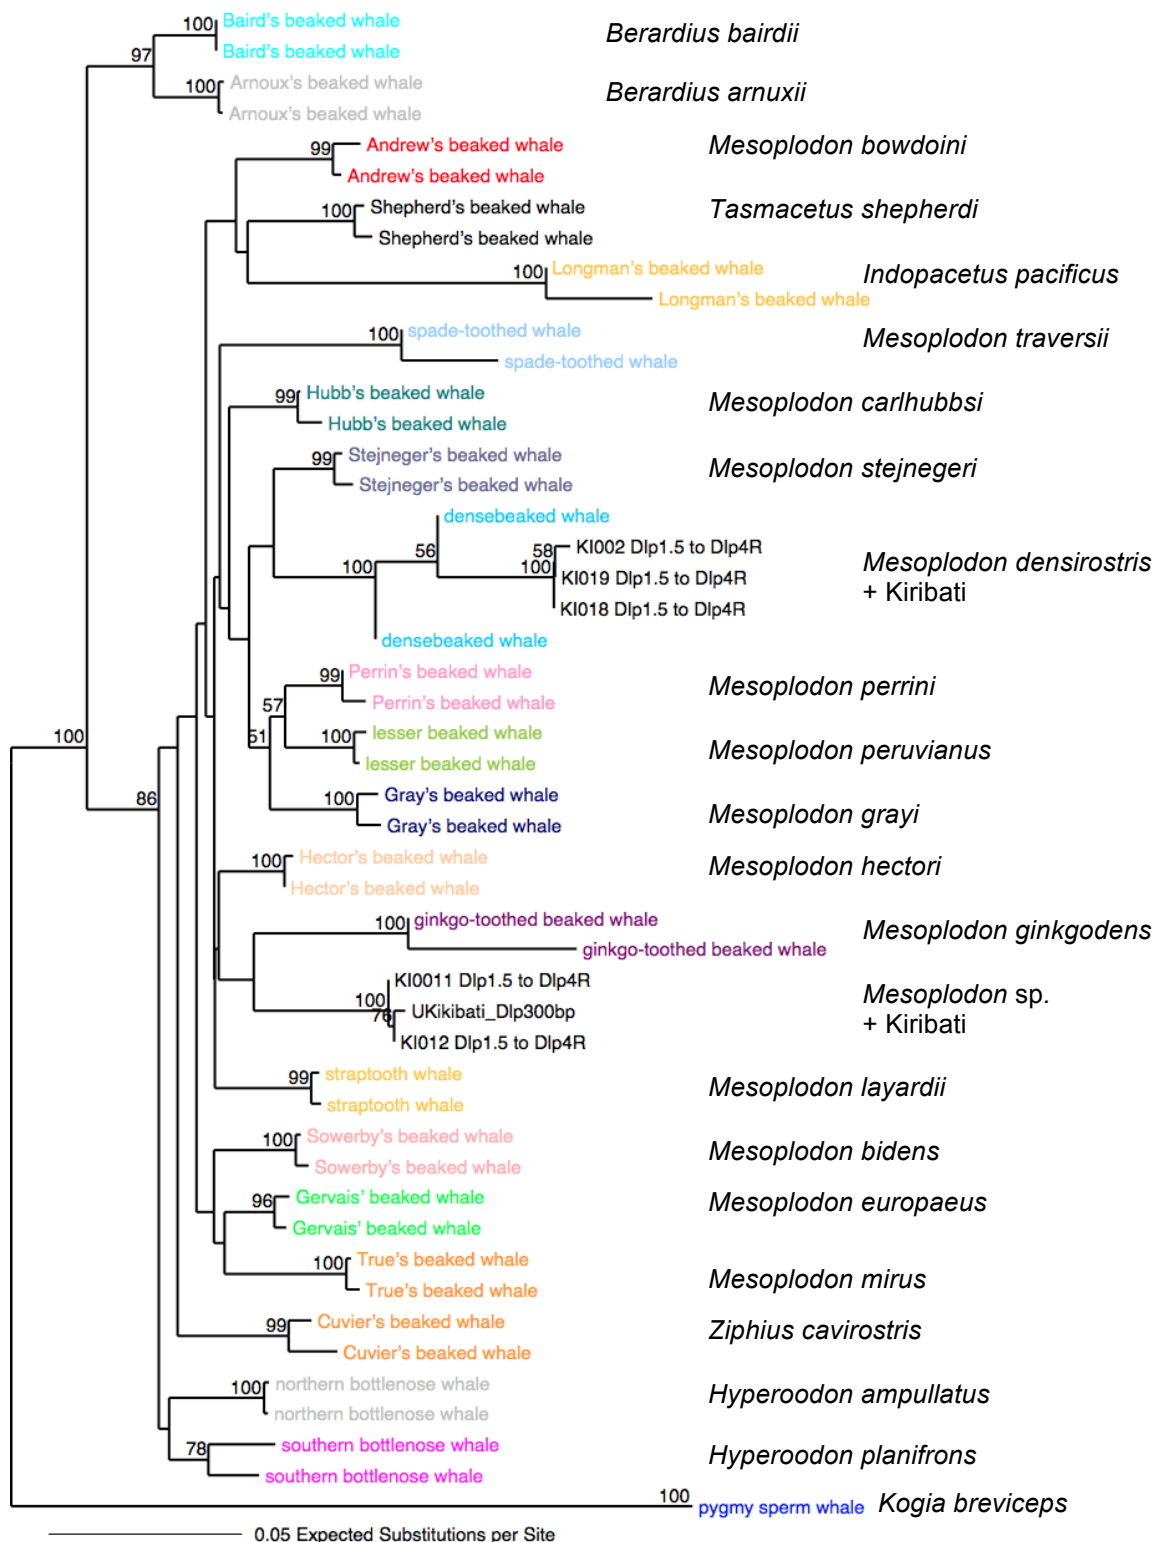 100 Baird's beaked whale
Baird's beaked whale
Berardius bairdii
97
100 Arnoux's beaked whale
Arnoux's beaked whale
Berardius arnuxii
99 Andrew's beaked whale
Andrew's beaked whale
Mesoplodon bowdoini
100 Shepherd's beaked whale
Shepherd's beaked whale
Tasmacetus shepherdi
100 Longman's beaked whale
Longman's beaked whale
Indopacetus pacificus
100 spade-toothed whale
spade-toothed whale
Mesoplodon traversii
99 Hubb's beaked whale
Hubb's beaked whale
Mesoplodon carlhubbsi
99 Stejneger's beaked whale
Stejneger's beaked whale
Mesoplodon stejnegeri
densebeaked whale
56
58 KI002 Dlp1.5 to Dlp4R
100
100 KI019 Dlp1.5 to Dlp4R
KI018 Dlp1.5 to Dlp4R
densebeaked whale
Mesoplodon densirostris
+ Kiribati
99 Perrin's beaked whale
Perrin's beaked whale
Mesoplodon perrini
57
51
100 lesser beaked whale
lesser beaked whale
Mesoplodon peruvianus
100
86
100 Gray's beaked whale
Gray's beaked whale
Mesoplodon grayi
100 Hector's beaked whale
Hector's beaked whale
Mesoplodon hectori
100 ginkgo-toothed beaked whale
ginkgo-toothed beaked whale
Mesoplodon ginkgodens
KI0011 Dlp1.5 to Dlp4R
100
76 UKikibati_Dlp300bp
KI012 Dlp1.5 to Dlp4R
Mesoplodon sp.
+ Kiribati
99 straptooth whale
straptooth whale
Mesoplodon layardii
100 Sowerby's beaked whale
Sowerby's beaked whale
Mesoplodon bidens
96 Gervais' beaked whale
Gervais' beaked whale
Mesoplodon europaeus
100 True's beaked whale
True's beaked whale
Mesoplodon mirus
99 Cuvier's beaked whale
Cuvier's beaked whale
Ziphius cavirostris
100 northern bottlenose whale
northern bottlenose whale
Hyperoodon ampullatus
78 southern bottlenose whale
southern bottlenose whale
Hyperoodon planifrons
100 pygmy sperm whale Kogia breviceps
0.05 Expected Substitutions per Site